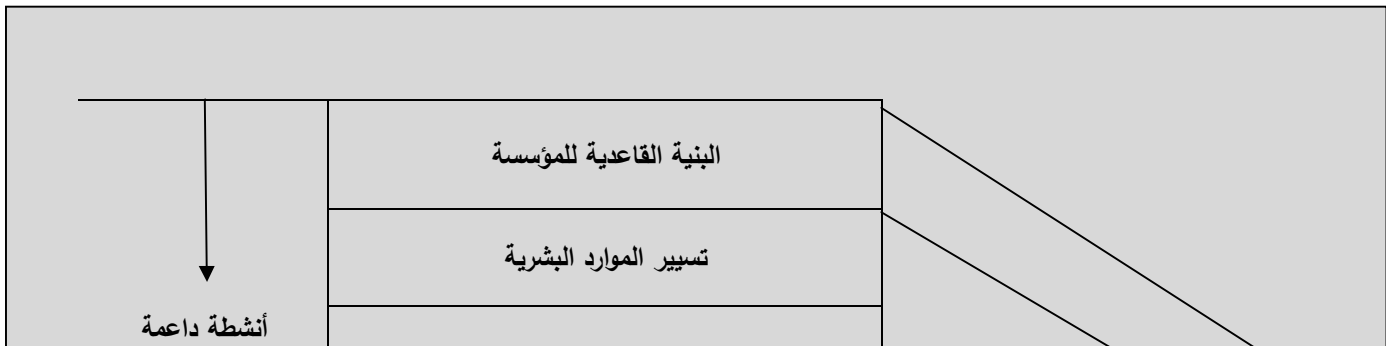 البنية القاعدية للمؤسسة
تسيير الموارد البشرية
أنشطة داعمة